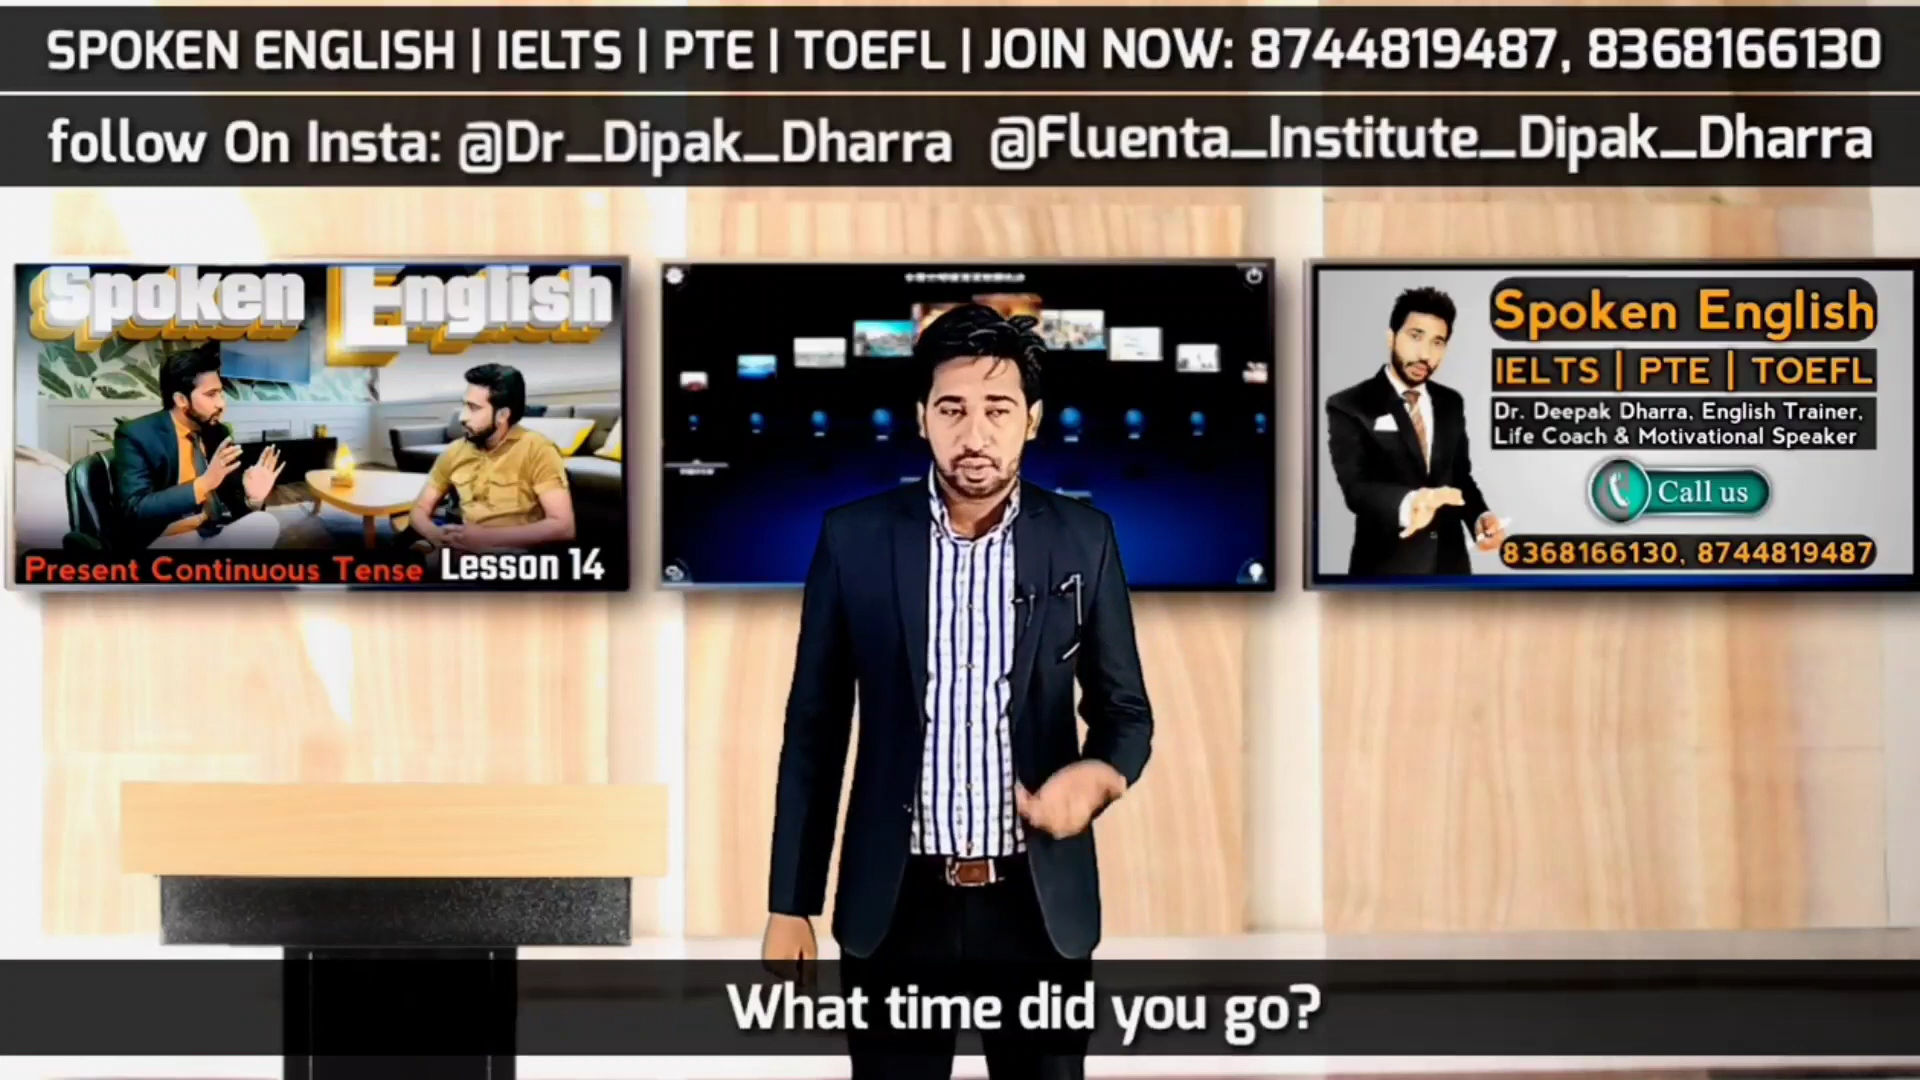 SPOKEN ENGLISH | IELTS | PTE | TOEFL | JOIN NOW: 8744819487, 8368166130
follow On Insta: @Dr_Dipak_Dharra @Fluenta_Institute_Dipak_Dharra
Spoken English
Present Continuous Tense Lesson 14
Spoken English
IELTS | PTE | TOEFL
Dr. Deepak Dharra, English Trainer,
Life Coach & Motivational Speaker
Call us
8368166130, 8744819487
What time did you go?